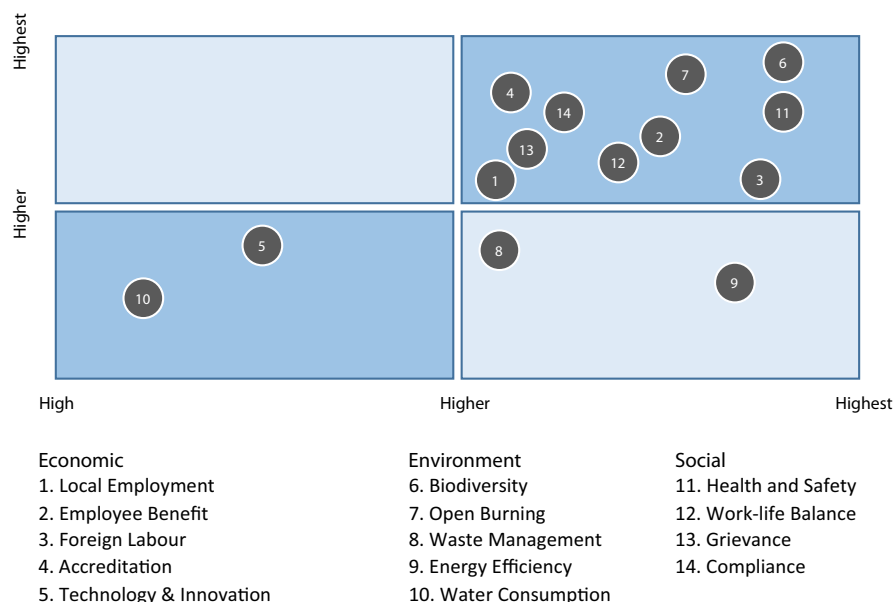 Highest
6
7
4
14
11
2
13
12
1
3
Higher
5
8
9
10
High
Higher
Highest
Economic
1. Local Employment
2. Employee Benefit
3. Foreign Labour
4. Accreditation
5. Technology & Innovation
Environment
6. Biodiversity
7. Open Burning
8. Waste Management
9. Energy Efficiency
10. Water Consumption
Social
11. Health and Safety
12. Work-life Balance
13. Grievance
14. Compliance